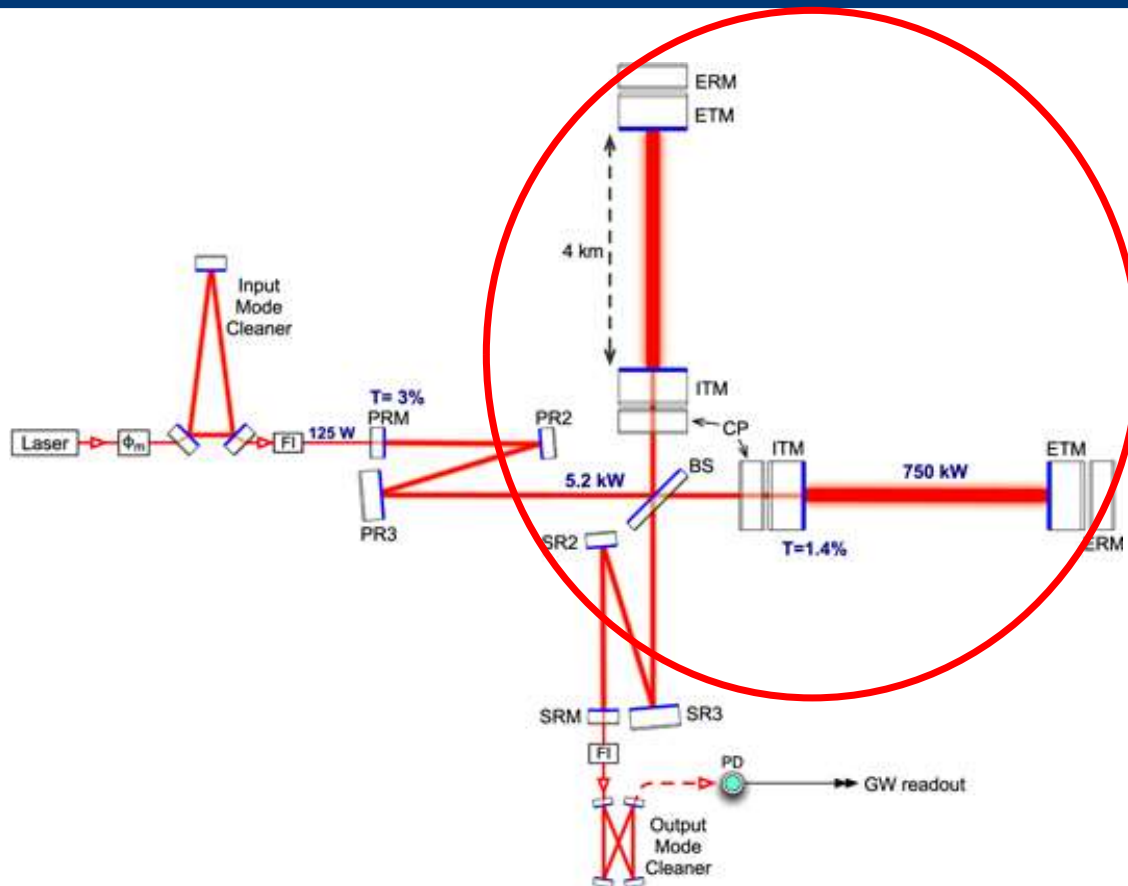 ERM
ETM
4 km
Input
Mode
Cleaner
ITM
T= 3%
PRM
PR2
CP
Laser
ϕm
FI
125 W
BS
ITM
ETM
5.2 kW
750 kW
PR3
SR2
T=1.4%
ERM
SRM
SR3
FI
PD
GW readout
Output
Mode
Cleaner